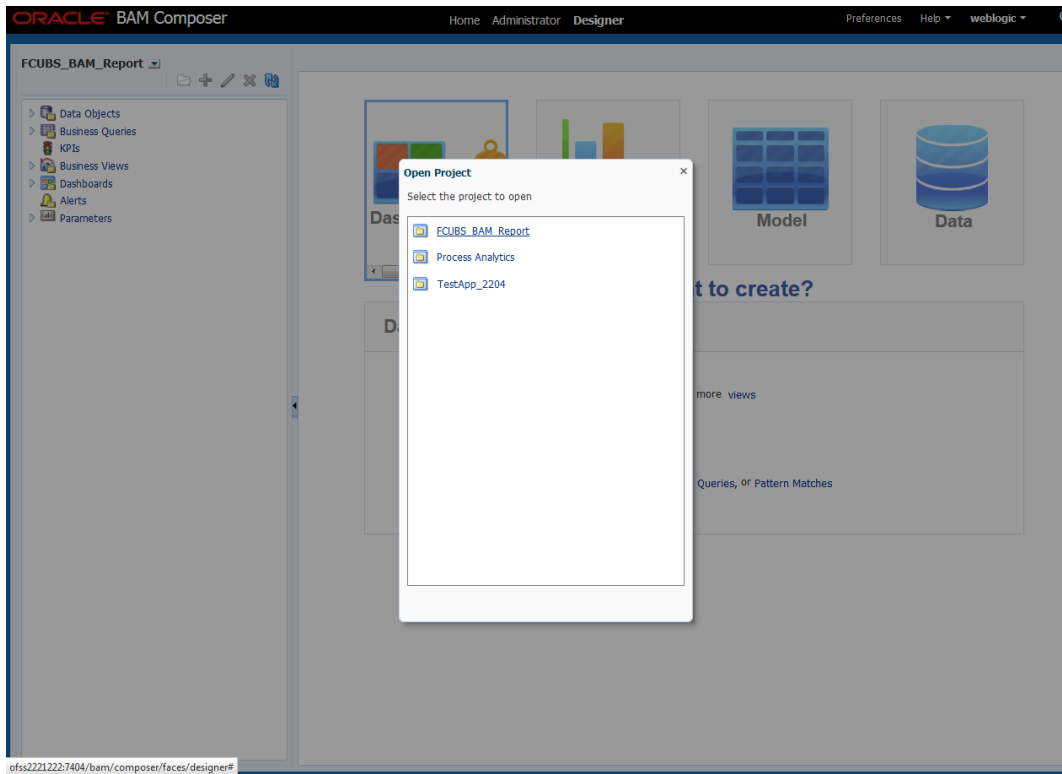 ORACLE BAM Composer
Home Administrator Designer
Preferences Help weblogic
FCUBS_BAM_Report
Data Objects
Business Queries
KPIs
Business Views
Dashboards
Alerts
Parameters
Das
Model
Data
t to create?
D
more views
Queries, or Pattern Matches
Open Project
×
Select the project to open
FCUBS_BAM_Report
Process Analytics
TestApp_2204
ofss2221222:7404/bam/composer/faces/designer#